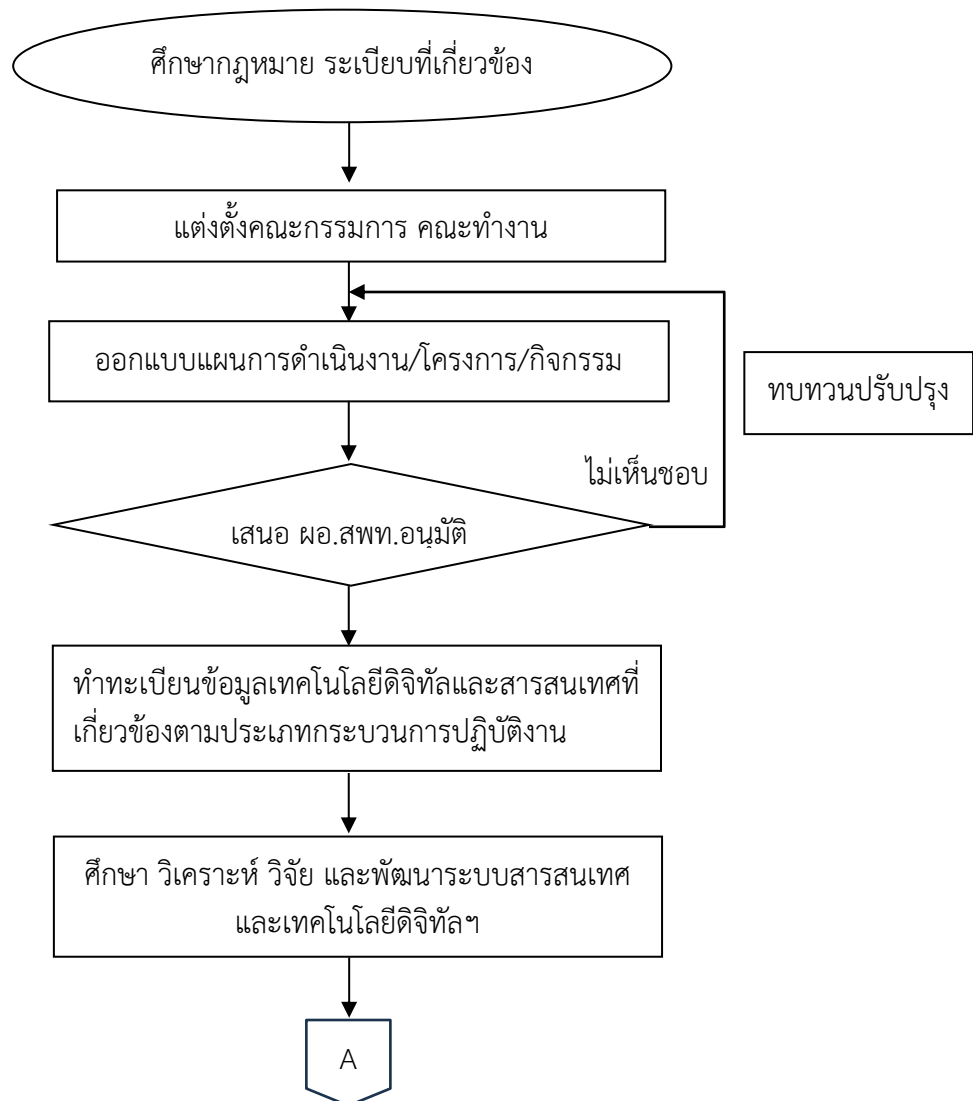 ศึกษากฎหมาย ระเบียบที่เกี่ยวข้อง
แต่งตั้งคณะกรรมการ คณะทำงาน
ออกแบบแผนการดำเนินงาน/โครงการ/กิจกรรม
ทบทวนปรับปรุง
ไม่เห็นชอบ
เสนอ ผอ.สพท.อนุมัติ
ทำทะเบียนข้อมูลเทคโนโลยีดิจิทัลและสารสนเทศที่
เกี่ยวข้องตามประเภทกระบวนการปฏิบัติงาน
ศึกษา วิเคราะห์ วิจัย และพัฒนาระบบสารสนเทศ
และเทคโนโลยีดิจิทัลฯ
A